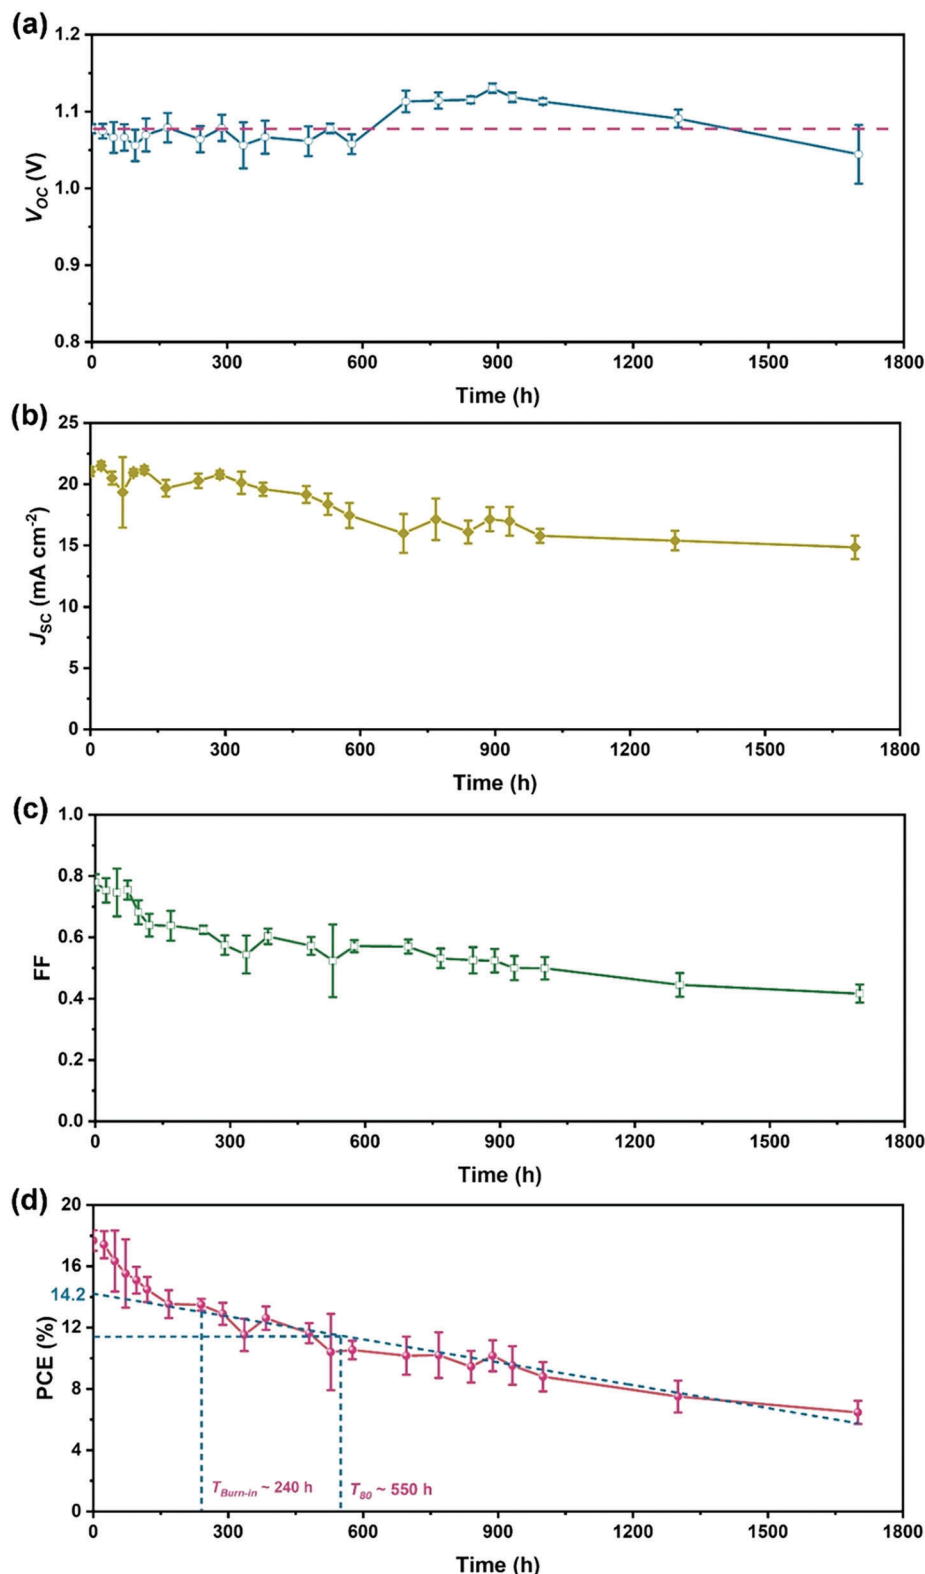 (a)
1.2
1.1
1.0
0.9
0.8
V_OC (V)
0 300 600 900 1200 1500 1800
Time (h)
(b)
25
20
15
10
5
0
J_SC (mA cm⁻²)
0 300 600 900 1200 1500 1800
Time (h)
(c)
1.0
0.8
0.6
0.4
0.2
0.0
FF
0 300 600 900 1200 1500 1800
Time (h)
(d)
20
16
14.2
12
8
4
0
PCE (%)
T_Burn-in ~ 240 h T_80 ~ 550 h
0 300 600 900 1200 1500 1800
Time (h)